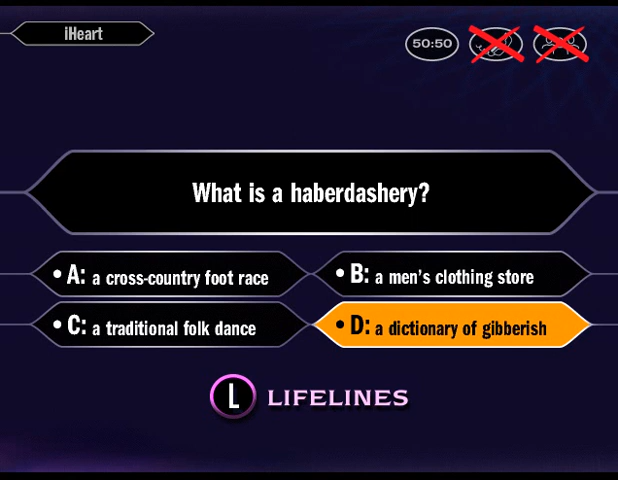 iHeart
50:50
What is a haberdashery?
• A: a cross-country foot race
• B: a men's clothing store
• C: a traditional folk dance
• D: a dictionary of gibberish
L LIFELINES